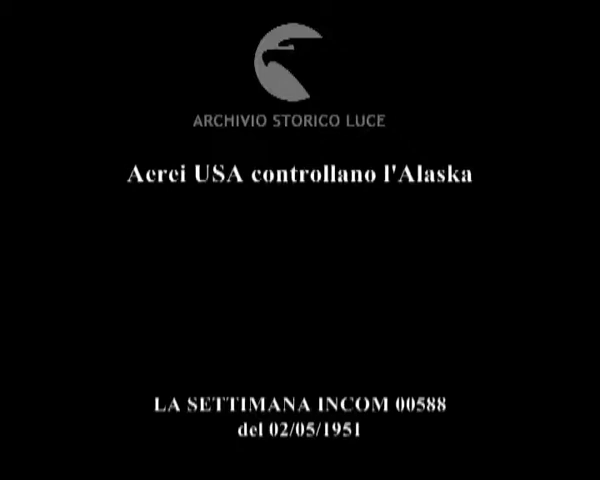 ARCHIVIO STORICO LUCE
Aerei USA controllano l'Alaska
LA SETTIMANA INCOM 00588
del 02/05/1951